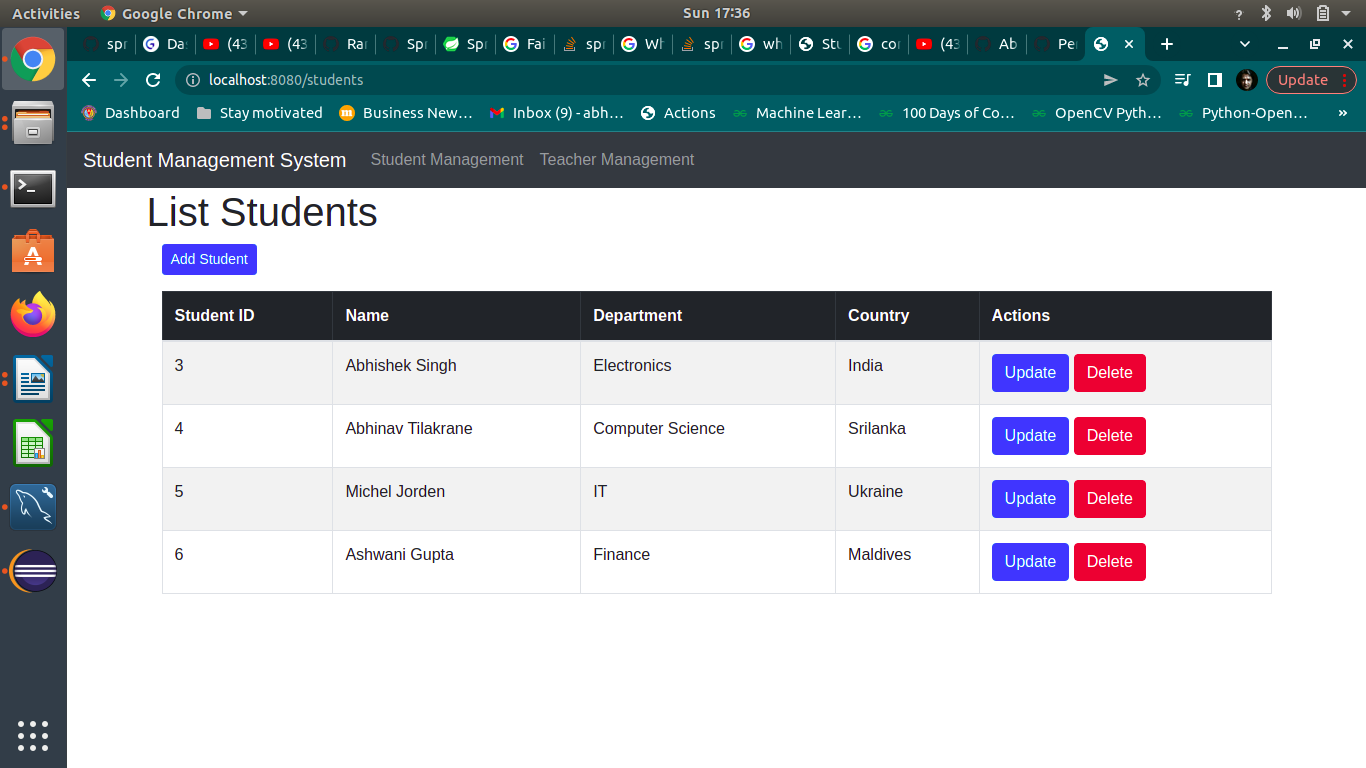 Activities Google Chrome Sun 17:36
spr Da: (43 (43 Rar Spr Spr Fai spr Wh spr wh Stu cor (43 Ab Pe
localhost:8080/students Update
Dashboard Stay motivated Business New... Inbox (9) - abh... Actions Machine Lear... 100 Days of Co... OpenCV Pyth... Python-Open... »
Student Management System Student Management Teacher Management
List Students
Add Student
Student ID Name Department Country Actions
3 Abhishek Singh Electronics India Update Delete
4 Abhinav Tilakrane Computer Science Srilanka Update Delete
5 Michel Jorden IT Ukraine Update Delete
6 Ashwani Gupta Finance Maldives Update Delete